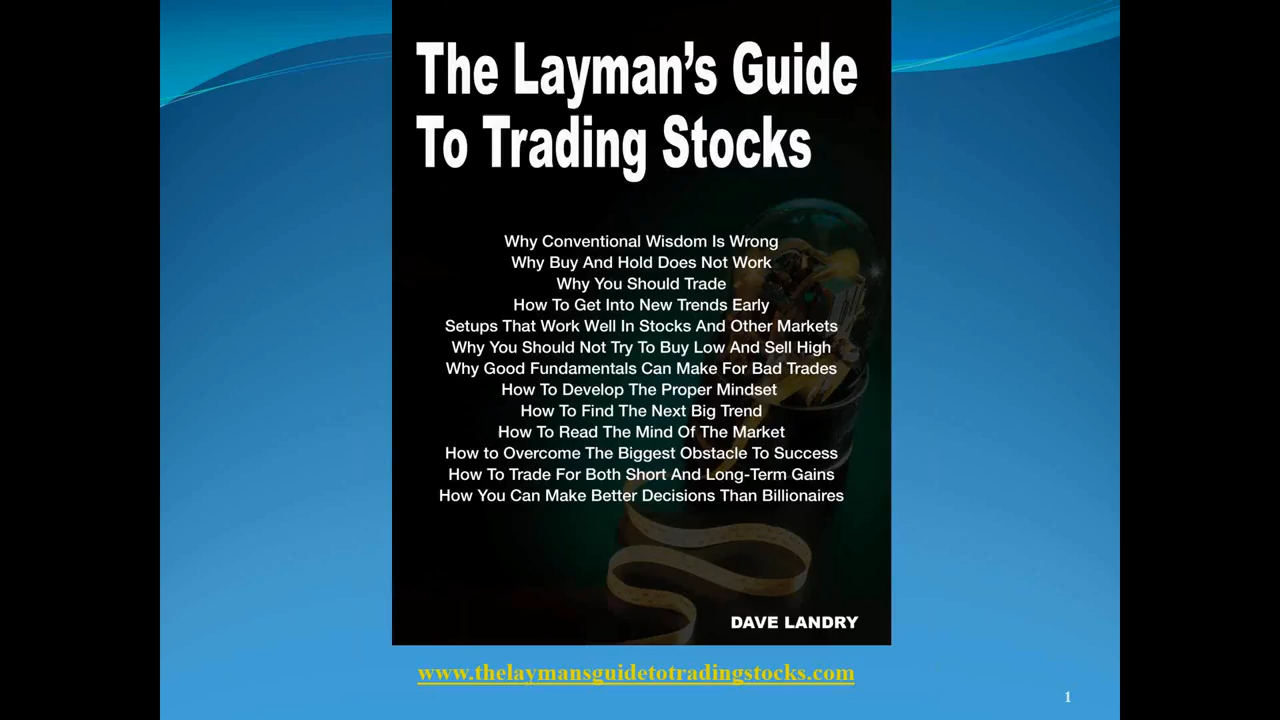 The Layman's Guide
To Trading Stocks
Why Conventional Wisdom Is Wrong
Why Buy And Hold Does Not Work
Why You Should Trade
How To Get Into New Trends Early
Setups That Work Well In Stocks And Other Markets
Why You Should Not Try To Buy Low And Sell High
Why Good Fundamentals Can Make For Bad Trades
How To Develop The Proper Mindset
How To Find The Next Big Trend
How To Read The Mind Of The Market
How to Overcome The Biggest Obstacle To Success
How To Trade For Both Short And Long-Term Gains
How You Can Make Better Decisions Than Billionaires
DAVE LANDRY
www.thelaymansguidetotradingstocks.com
1